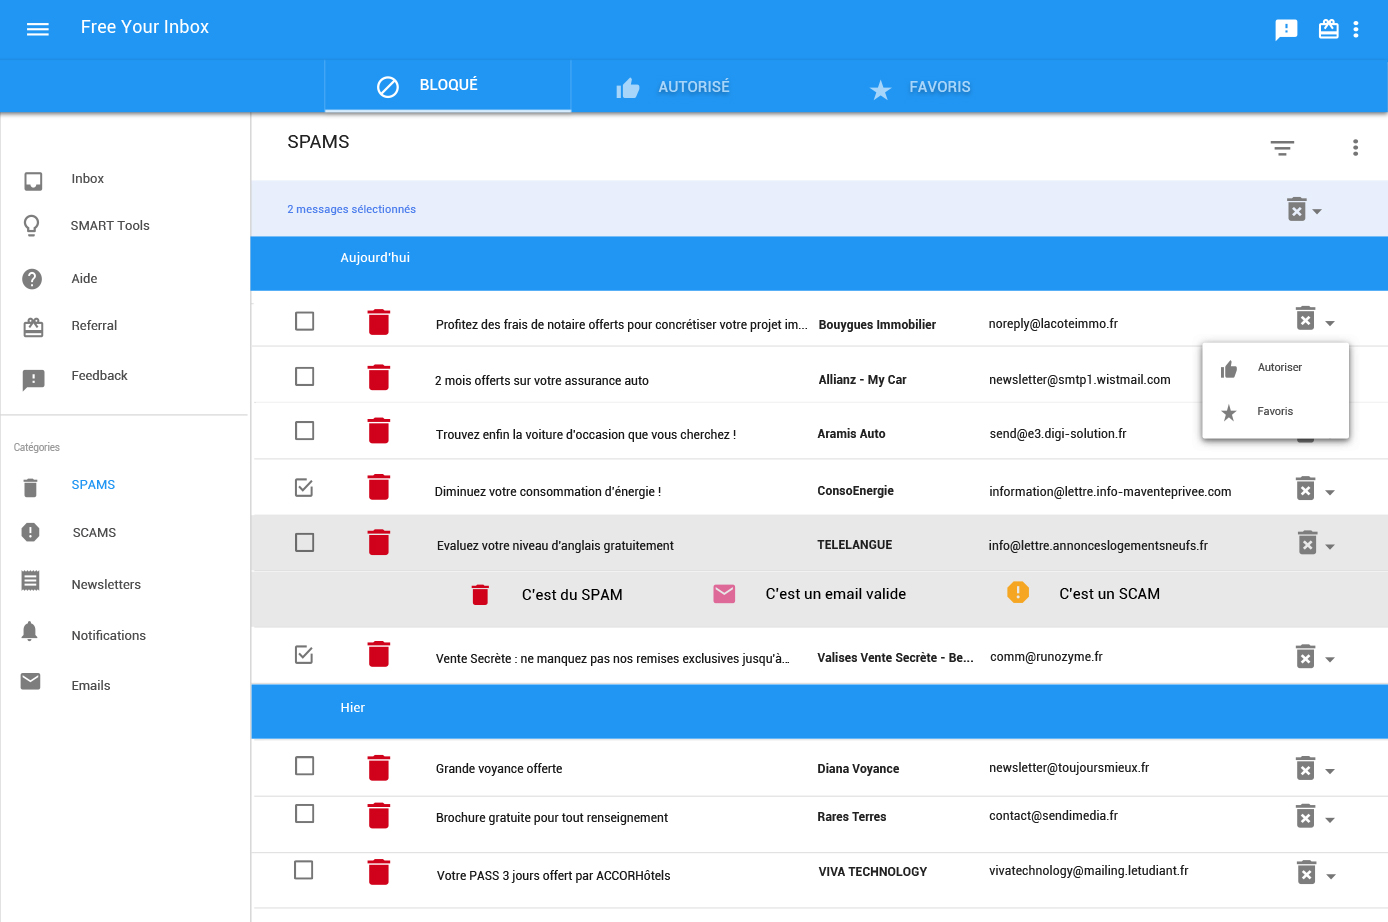 Free Your Inbox
BLOQUÉ
AUTORISÉ
FAVORIS
SPAMS
2 messages sélectionnés
Aujourd'hui
Inbox
SMART Tools
Aide
Referral
Feedback
Catégories
SPAMS
SCAMS
Newsletters
Notifications
Emails
Profitez des frais de notaire offerts pour concrétiser votre projet im... Bouygues Immobilier noreply@lacoteimmo.fr
Autoriser
Favoris
2 mois offerts sur votre assurance auto Allianz - My Car newsletter@smtp1.wistmail.com
Trouvez enfin la voiture d'occasion que vous cherchez ! Aramis Auto send@e3.digi-solution.fr
Diminuez votre consommation d'énergie ! ConsoEnergie information@lettre.info-maventeprivee.com
Evaluez votre niveau d'anglais gratuitement TELELANGUE info@lettre.annonceslogementsneufs.fr
C'est du SPAM C'est un email valide C'est un SCAM
Vente Secrète : ne manquez pas nos remises exclusives jusqu'à... Valises Vente Secrète - Be... comm@runozyme.fr
Hier
Grande voyance offerte Diana Voyance newsletter@toujoursmieux.fr
Brochure gratuite pour tout renseignement Rares Terres contact@sendimedia.fr
Votre PASS 3 jours offert par ACCORHôtels VIVA TECHNOLOGY vivatechnology@mailing.letudiant.fr